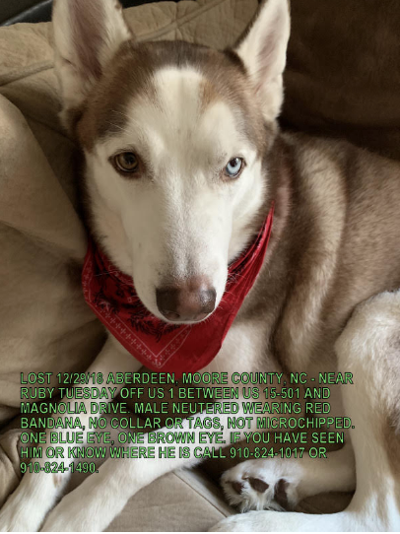 LOST 12/29/16 ABERDEEN, MOORE COUNTY, NC - NEAR
RUBY TUESDAY OFF US 1 BETWEEN US 15-501 AND
MAGNOLIA DRIVE. MALE NEUTERED WEARING RED
BANDANA, NO COLLAR OR TAGS, NOT MICROCHIPPED.
ONE BLUE EYE, ONE BROWN EYE. IF YOU HAVE SEEN
HIM OR KNOW WHERE HE IS CALL 910-824-1017 OR
910-824-1490.